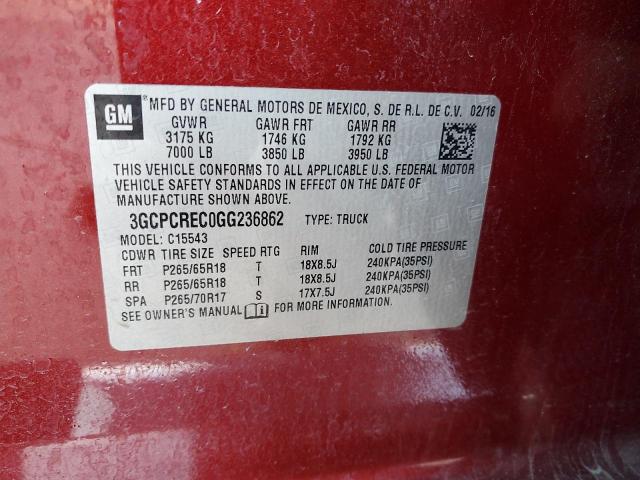 GM ® MFD BY GENERAL MOTORS DE MEXICO, S. DE R.L. DE C.V. 02/16
GVWR GAWR FRT GAWR RR
3175 KG 1746 KG 1792 KG
7000 LB 3850 LB 3950 LB
THIS VEHICLE CONFORMS TO ALL APPLICABLE U.S. FEDERAL MOTOR
VEHICLE SAFETY STANDARDS IN EFFECT ON THE DATE OF
MANUFACTURE SHOWN ABOVE.
3GCPCREC0GG236862 TYPE: TRUCK
MODEL: C15543
CDWR TIRE SIZE SPEED RTG RIM COLD TIRE PRESSURE
FRT P265/65R18 T 18X8.5J 240KPA(35PSI)
RR P265/65R18 T 18X8.5J 240KPA(35PSI)
SPA P265/70R17 S 17X7.5J 240KPA(35PSI)
SEE OWNER'S MANUAL FOR MORE INFORMATION.